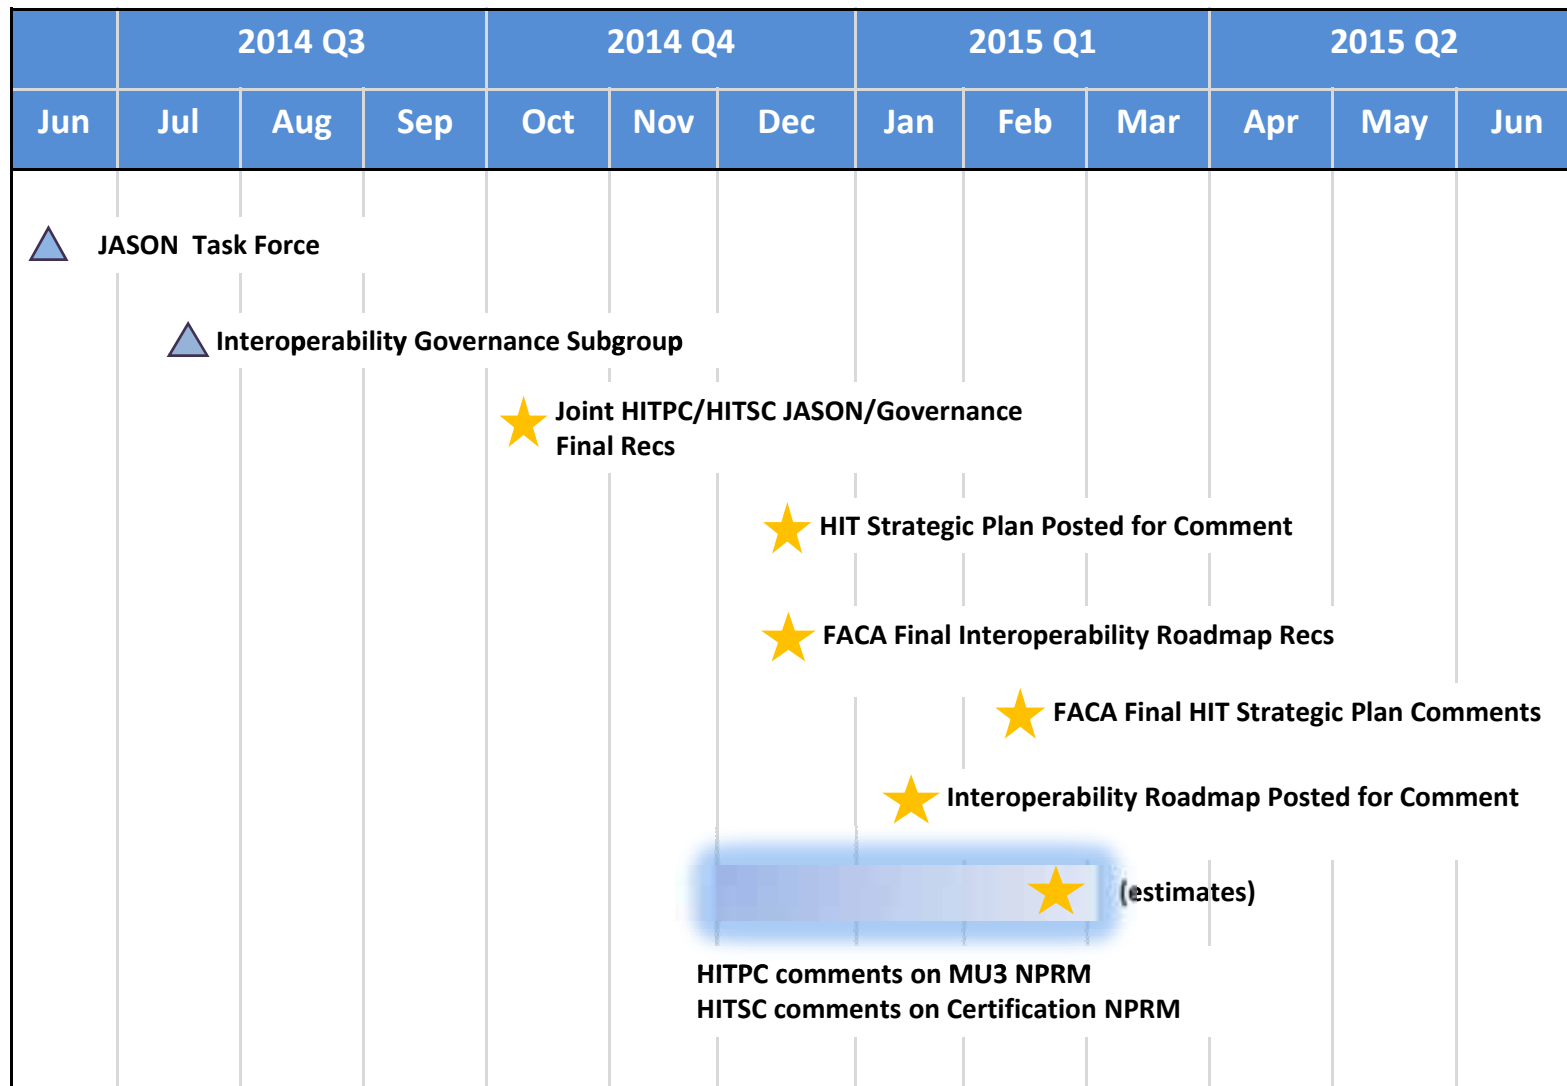 2014 Q3 2014 Q4 2015 Q1 2015 Q2
Jun Jul Aug Sep Oct Nov Dec Jan Feb Mar Apr May Jun
JASON Task Force
Interoperability Governance Subgroup
Joint HITPC/HITSC JASON/Governance
Final Recs
HIT Strategic Plan Posted for Comment
FACA Final Interoperability Roadmap Recs
FACA Final HIT Strategic Plan Comments
Interoperability Roadmap Posted for Comment
(estimates)
HITPC comments on MU3 NPRM
HITSC comments on Certification NPRM